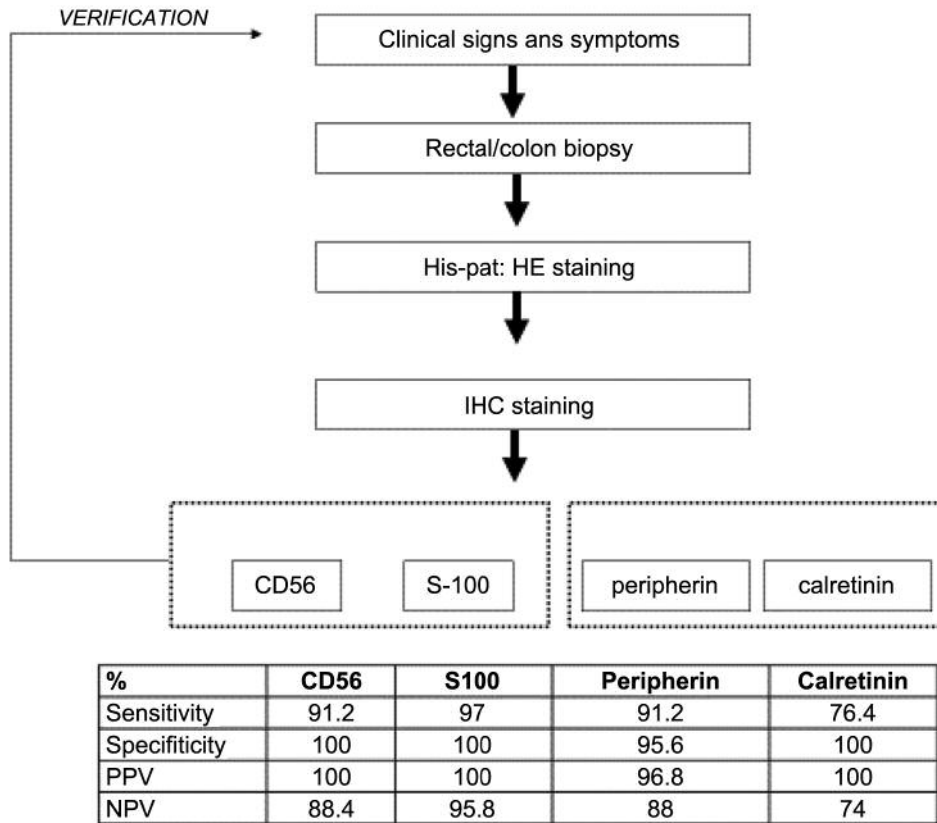 VERIFICATION
Clinical signs ans symptoms
Rectal/colon biopsy
His-pat: HE staining
IHC staining
CD56 S-100 peripherin calretinin
% CD56 S100 Peripherin Calretinin
Sensitivity 91.2 97 91.2 76.4
Specifiticity 100 100 95.6 100
PPV 100 100 96.8 100
NPV 88.4 95.8 88 74